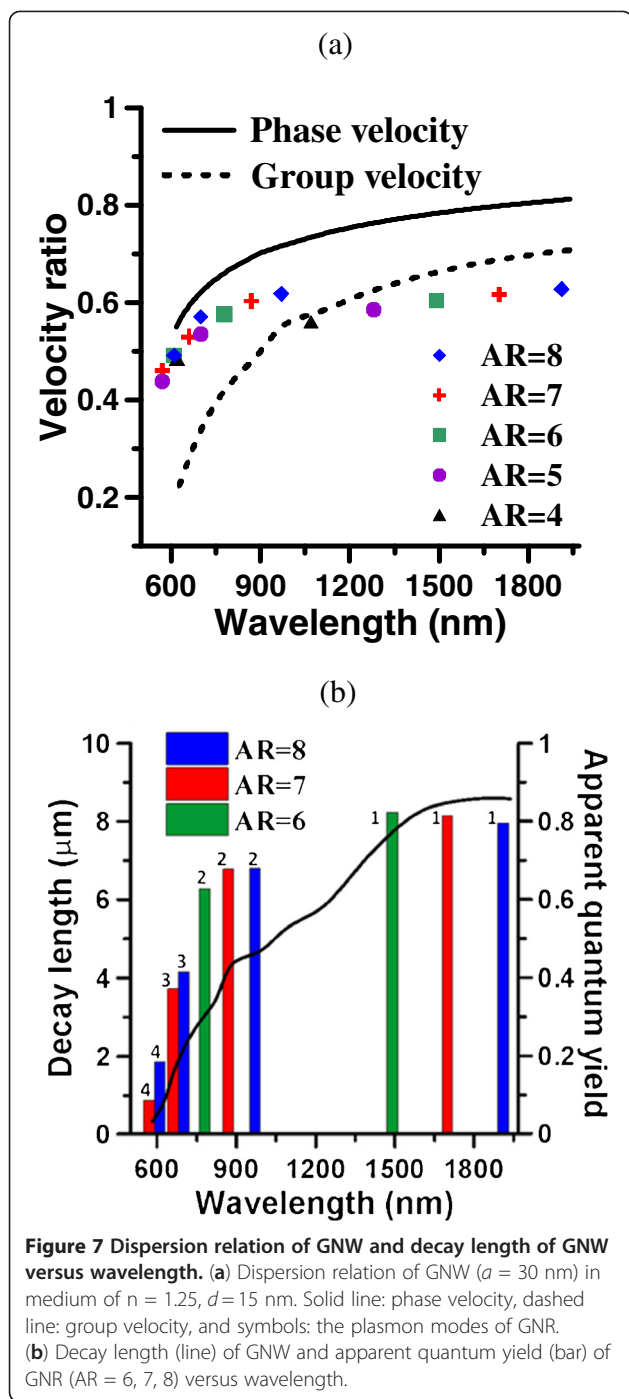 (a)
1
Phase velocity
Group velocity
0.8
0.6
0.4
0.2
Velocity ratio
AR=8
AR=7
AR=6
AR=5
AR=4
600 900 1200 1500 1800
Wavelength (nm)
(b)
10 1
AR=8
AR=7
AR=6
8 0.8
6 0.6
4 0.4
2 0.2
0 0
Decay length (μm)
Apparent quantum yield
4 4 3 3 2 2 2 1 1 1
600 900 1200 1500 1800
Wavelength (nm)
Figure 7 Dispersion relation of GNW and decay length of GNW
versus wavelength. (a) Dispersion relation of GNW (a = 30 nm) in
medium of n = 1.25, d = 15 nm. Solid line: phase velocity, dashed
line: group velocity, and symbols: the plasmon modes of GNR.
(b) Decay length (line) of GNW and apparent quantum yield (bar) of
GNR (AR = 6, 7, 8) versus wavelength.